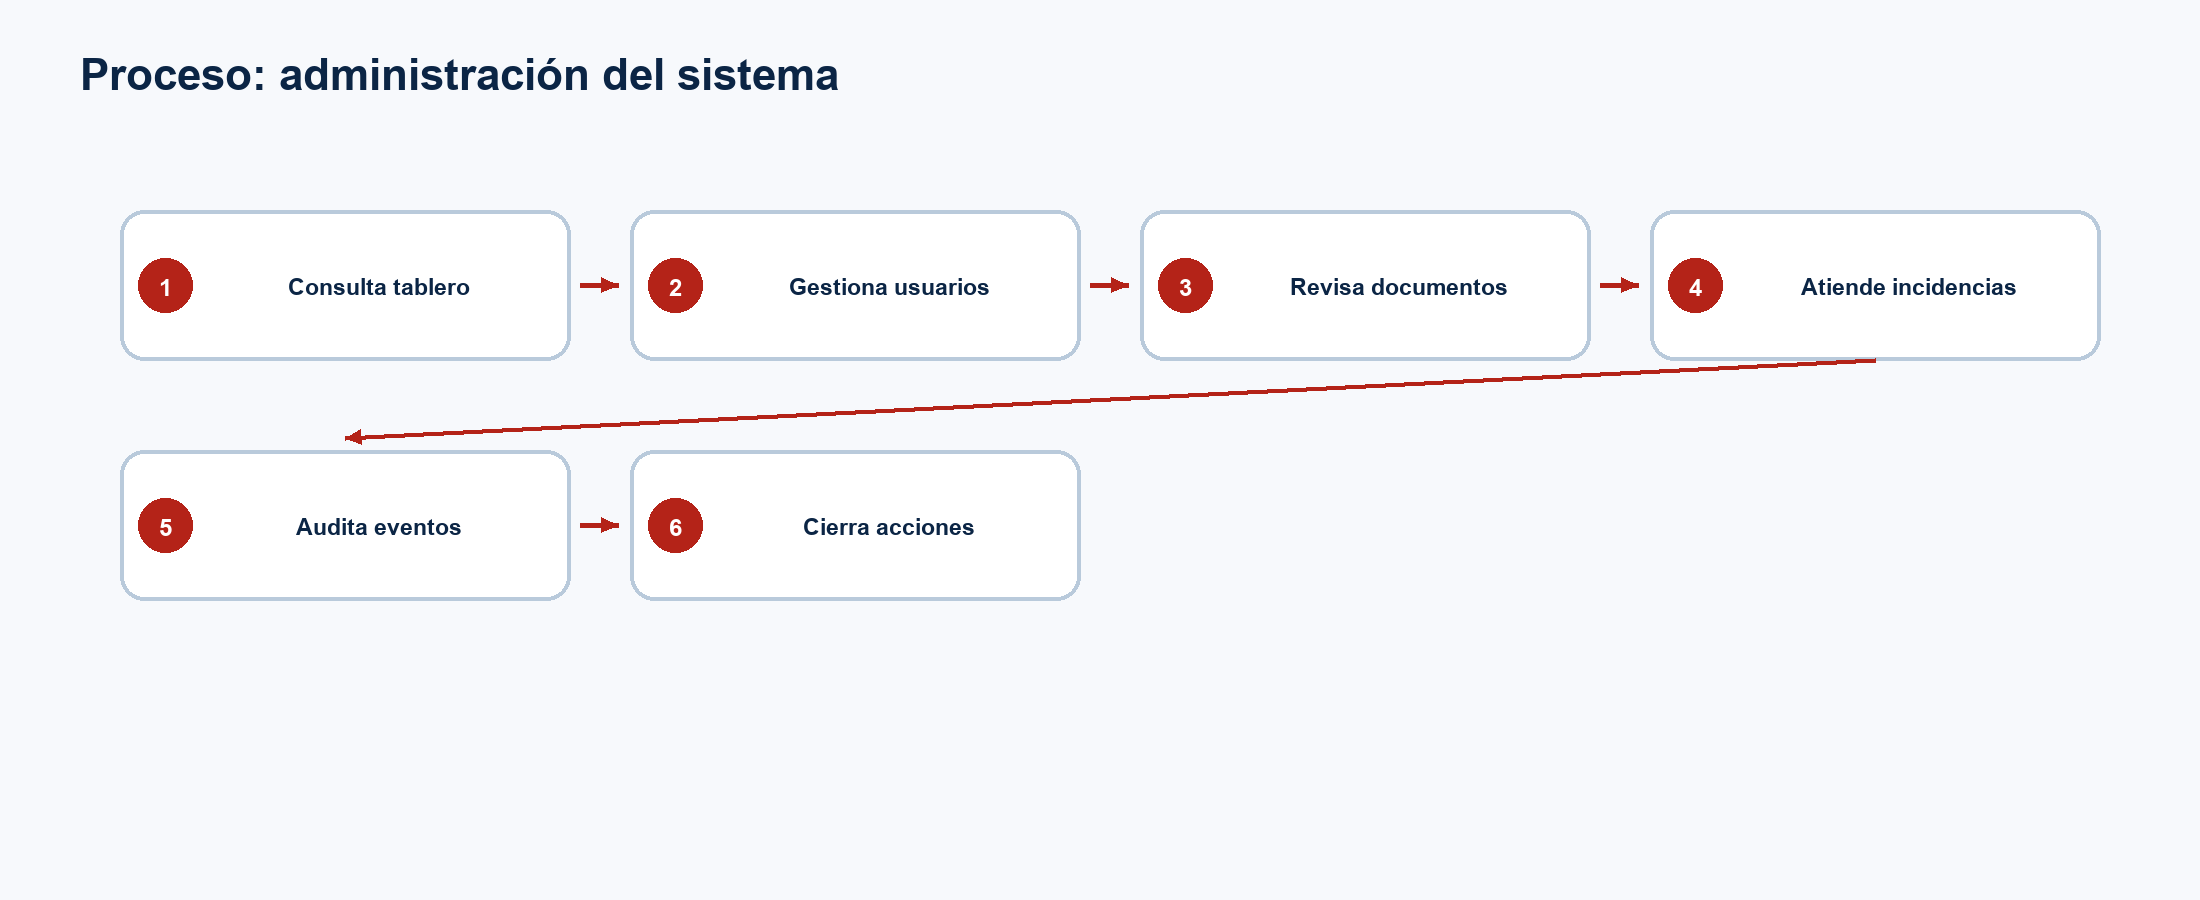 Proceso: administración del sistema
1 Consulta tablero
2 Gestiona usuarios
3 Revisa documentos
4 Atiende incidencias
5 Audita eventos
6 Cierra acciones